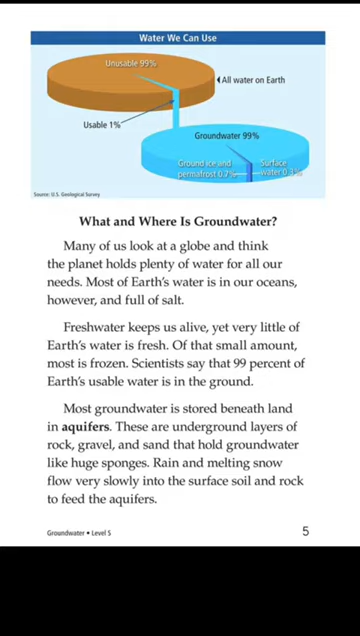 Water We Can Use
Unusable 99%
All water on Earth
Usable 1%
Groundwater 99%
Ground ice and
permafrost 0.7%
Surface
water 0.3%
Source: U.S. Geological Survey
What and Where Is Groundwater?
Many of us look at a globe and think
the planet holds plenty of water for all our
needs. Most of Earth's water is in our oceans,
however, and full of salt.
Freshwater keeps us alive, yet very little of
Earth's water is fresh. Of that small amount,
most is frozen. Scientists say that 99 percent of
Earth's usable water is in the ground.
Most groundwater is stored beneath land
in aquifers. These are underground layers of
rock, gravel, and sand that hold groundwater
like huge sponges. Rain and melting snow
flow very slowly into the surface soil and rock
to feed the aquifers.
Groundwater • Level S
5